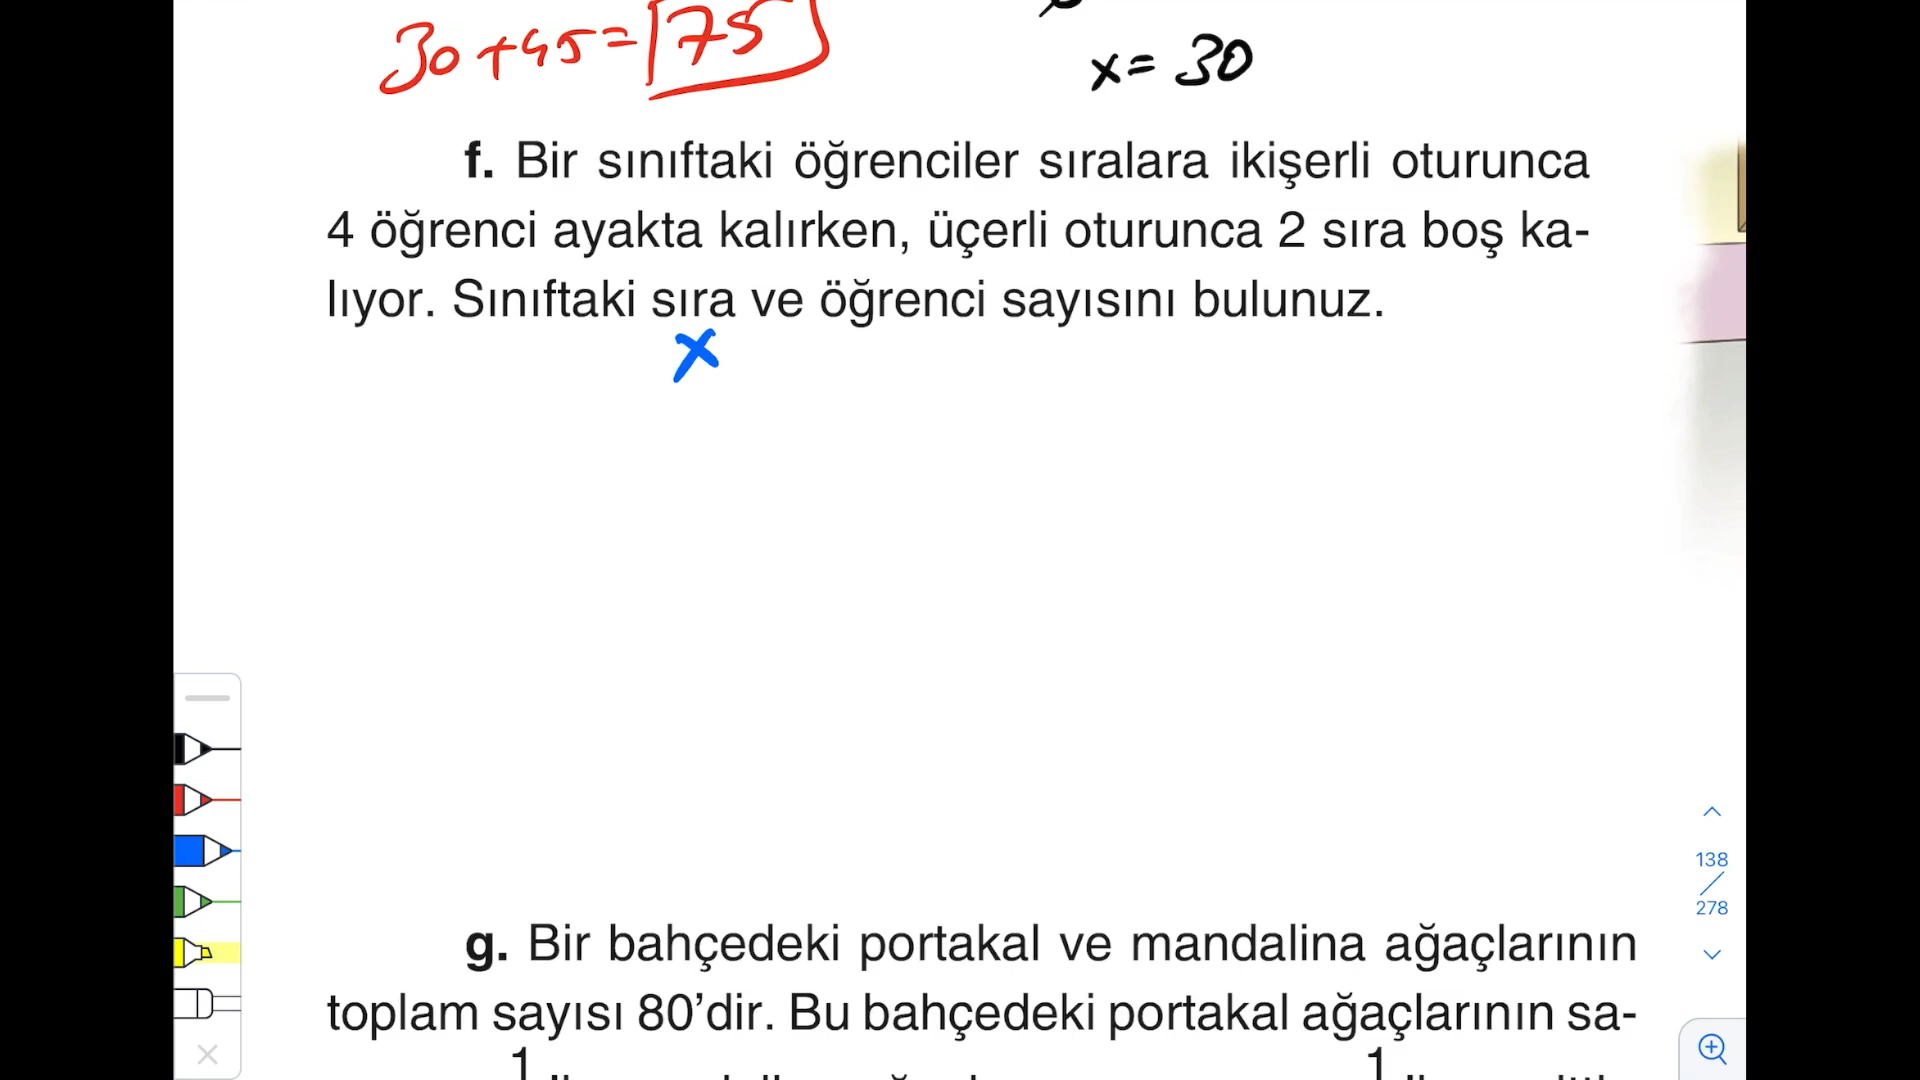 30+45=75
x=30
f. Bir sınıftaki öğrenciler sıralara ikişerli oturunca
4 öğrenci ayakta kalırken, üçerli oturunca 2 sıra boş ka-
lıyor. Sınıftaki sıra ve öğrenci sayısını bulunuz.
x
138
278
g. Bir bahçedeki portakal ve mandalina ağaçlarının
toplam sayısı 80’dir. Bu bahçedeki portakal ağaçlarının sa-
1 1